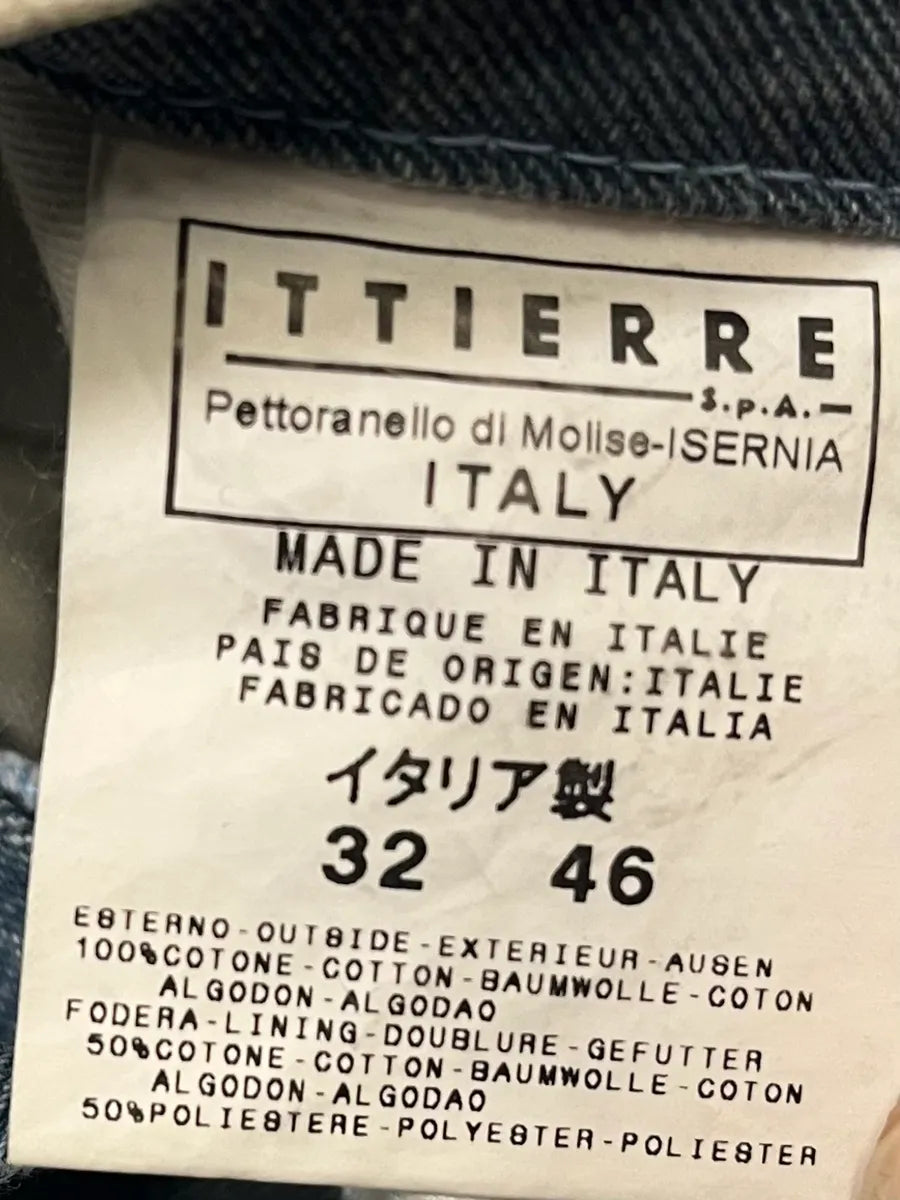 ITTIERRE
S.p.A.
Pettoranello di Molise-ISERNIA
ITALY
MADE IN ITALY
FABRIQUE EN ITALIE
PAIS DE ORIGEN:ITALIE
FABRICADO EN ITALIA
イタリア製
32 46
ESTERNO-OUTSIDE-EXTERIEUR-AUSEN
100%COTONE-COTTON-BAUMWOLLE-COTON
ALGODON-ALGODAO
FODERA-LINING-DOUBLURE-GEFUTTER
50%COTONE-COTTON-BAUMWOLLE-COTON
ALGODON-ALGODAO
50%POLIESTERE-POLYESTER-POLIESTER